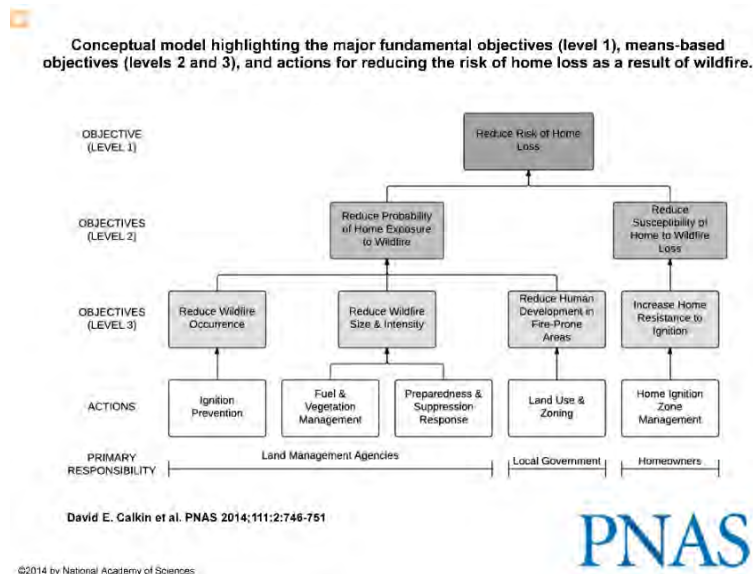 Conceptual model highlighting the major fundamental objectives (level 1), means-based
objectives (levels 2 and 3), and actions for reducing the risk of home loss as a result of wildfire.
OBJECTIVE
(LEVEL 1)
Reduce Risk of Home
Loss
OBJECTIVES
(LEVEL 2)
Reduce Probability
of Home Exposure
to Wildfire
Reduce
Susceptibility of
Home to Wildfire
Loss
OBJECTIVES
(LEVEL 3)
Reduce Wildfire
Occurrence
Reduce Wildfire
Size & Intensity
Reduce Human
Development in
Fire-Prone
Areas
Increase Home
Resistance to
Ignition
ACTIONS
Ignition
Prevention
Fuel &
Vegetation
Management
Preparedness &
Suppression
Response
Land Use &
Zoning
Home Ignition
Zone
Management
PRIMARY
RESPONSIBILITY
Land Management Agencies
Local Government
Homeowners
David E. Calkin et al. PNAS 2014;111:2:746-751
PNAS
©2014 by National Academy of Sciences